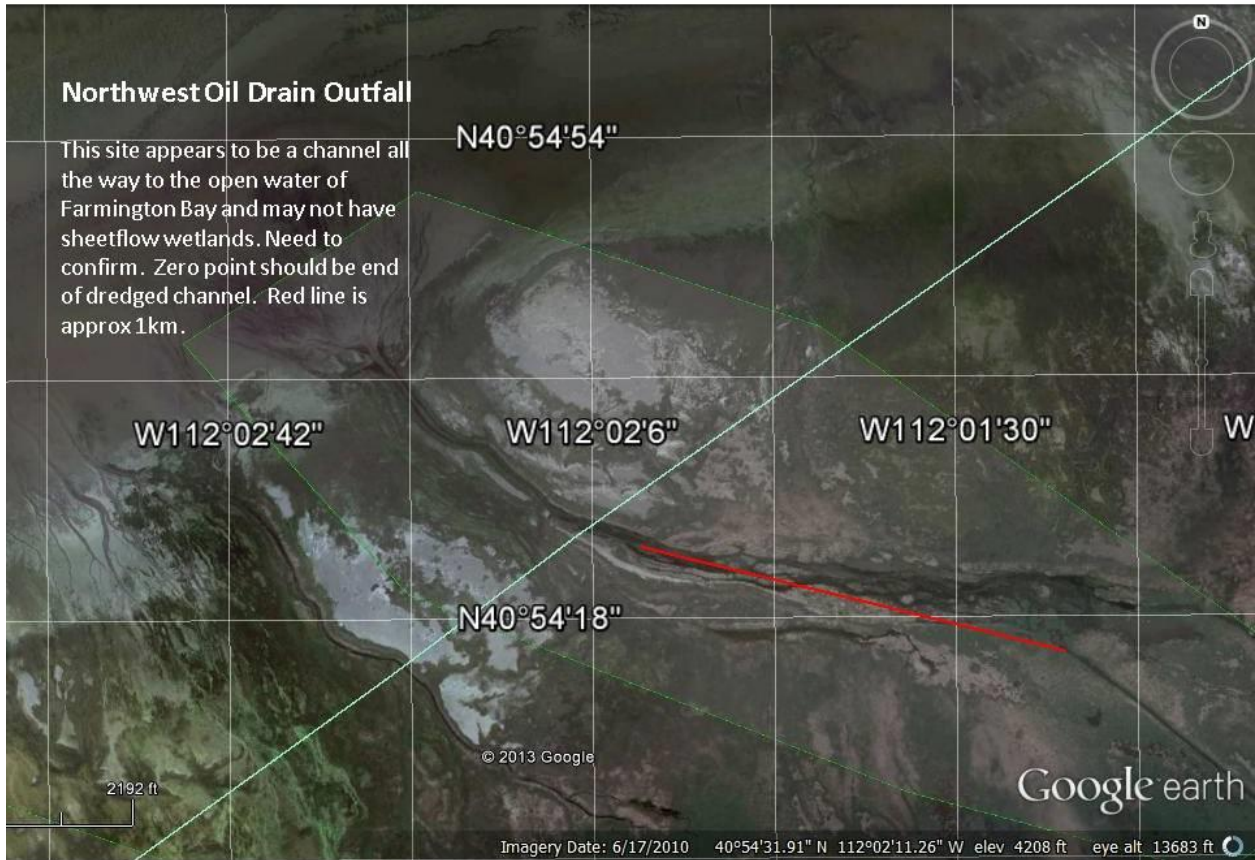 N
Northwest Oil Drain Outfall
This site appears to be a channel all
the way to the open water of
Farmington Bay and may not have
sheetflow wetlands. Need to
confirm. Zero point should be end
of dredged channel. Red line is
approx 1km.
N40°54'54"
W112°02'42"
W112°02'6"
W112°01'30"
W
N40°54'18"
© 2013 Google
2192 ft
Google earth
Imagery Date: 6/17/2010 40°54'31.91" N 112°02'11.26" W elev 4208 ft eye alt 13683 ft